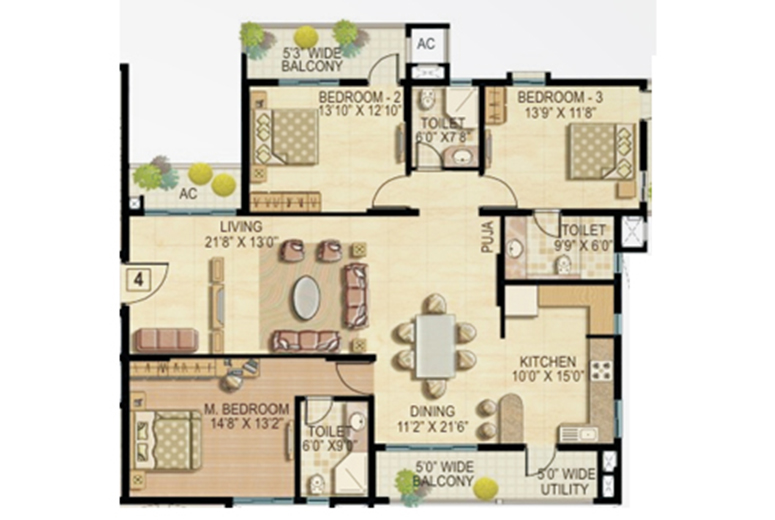 AC
5'3" WIDE
BALCONY
BEDROOM - 2
13'10" X 12'10"
TOILET
6'0" X7'8"
BEDROOM - 3
13'9" X 11'8"
AC
LIVING
21'8" X 13'0"
PUJA
TOILET
9'9" X 6'0"
4
KITCHEN
10'0" X 15'0"
M. BEDROOM
14'8" X 13'2"
TOILET
6'0" X9'0"
DINING
11'2" X 21'6"
5'0" WIDE
BALCONY
5'0" WIDE
UTILITY